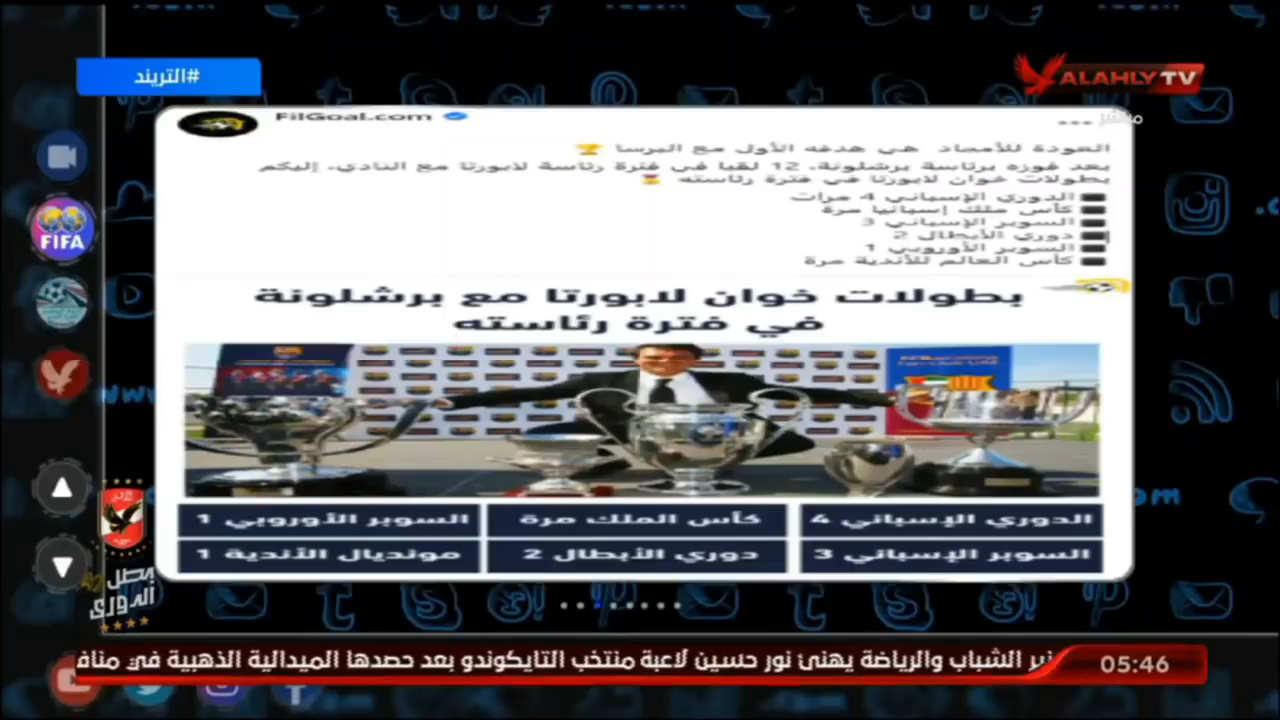 #التريند
ALAHLY TV
مباشر
FilGoal.com
العودة للأمجاد هي هدفه الأول مع البرسا
بعد فوزه برئاسة برشلونة، 12 لقبا في فترة رئاسة لابورتا مع النادي، إليكم
بطولات خوان لابورتا في فترة رئاسته
الدوري الإسباني 4 مرات
كأس ملك إسبانيا مرة
السوبر الإسباني 3
دوري الأبطال 2
السوبر الأوروبي 1
كأس العالم للأندية مرة
بطولات خوان لابورتا مع برشلونة
في فترة رئاسته
الدوري الإسباني 4
كأس الملك مرة
السوبر الأوروبي 1
السوبر الإسباني 3
دوري الأبطال 2
مونديال الأندية 1
FIFA
بطل الدوري
الشباب والرياضة يهنئ نور حسين لاعبة منتخب التايكوندو بعد حصدها الميدالية الذهبية في
05:46